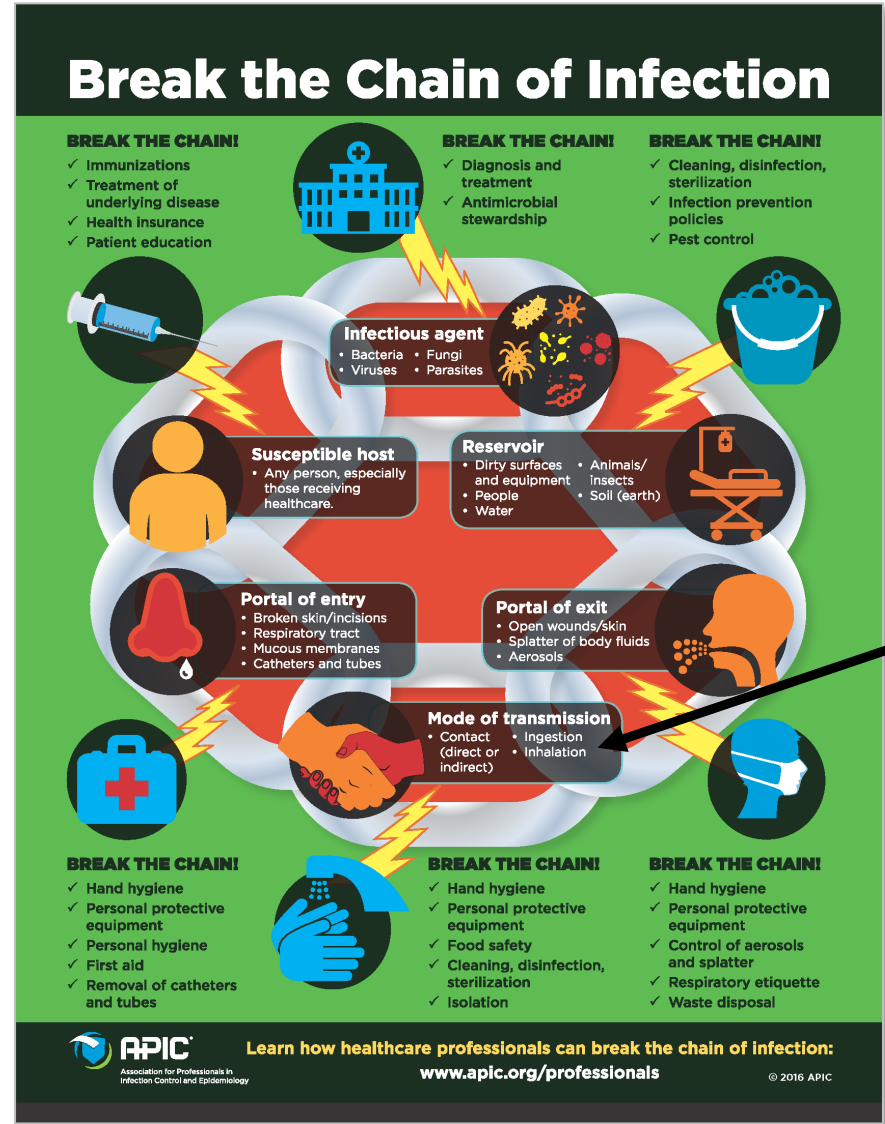 Break the Chain of Infection
BREAK THE CHAIN!
✓ Immunizations
✓ Treatment of
underlying disease
✓ Health insurance
✓ Patient education
BREAK THE CHAIN!
✓ Diagnosis and
treatment
✓ Antimicrobial
stewardship
BREAK THE CHAIN!
✓ Cleaning, disinfection,
sterilization
✓ Infection prevention
policies
✓ Pest control
Infectious agent
• Bacteria • Fungi
• Viruses • Parasites
Susceptible host
• Any person, especially
those receiving
healthcare.
Reservoir
• Dirty surfaces
and equipment
• People
• Water
• Animals/
insects
• Soil (earth)
Portal of entry
• Broken skin/incisions
• Respiratory tract
• Mucous membranes
• Catheters and tubes
Portal of exit
• Open wounds/skin
• Splatter of body fluids
• Aerosols
Mode of transmission
• Contact
(direct or
indirect)
• Ingestion
• Inhalation
BREAK THE CHAIN!
✓ Hand hygiene
✓ Personal protective
equipment
✓ Personal hygiene
✓ First aid
✓ Removal of catheters
and tubes
BREAK THE CHAIN!
✓ Hand hygiene
✓ Personal protective
equipment
✓ Food safety
✓ Cleaning, disinfection,
sterilization
✓ Isolation
BREAK THE CHAIN!
✓ Hand hygiene
✓ Personal protective
equipment
✓ Control of aerosols
and splatter
✓ Respiratory etiquette
✓ Waste disposal
APIC
Association for Professionals in
Infection Control and Epidemiology
Learn how healthcare professionals can break the chain of infection:
www.apic.org/professionals
© 2016 APIC